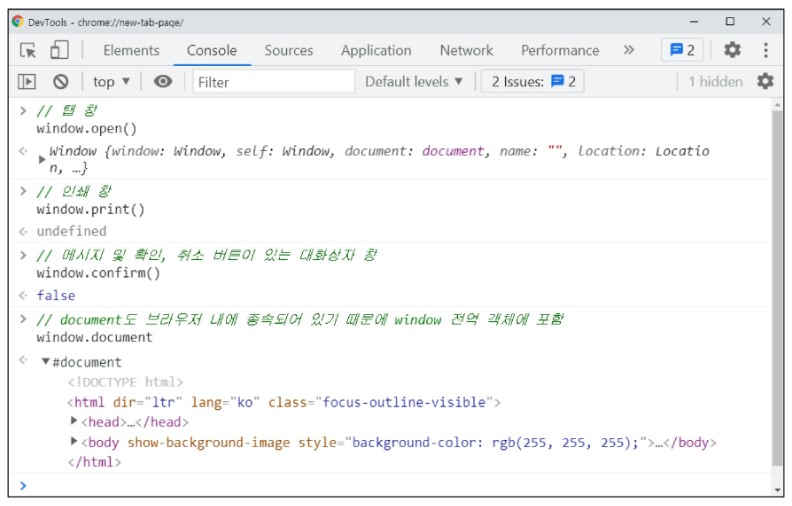 DevTools - chrome://new-tab-page/
Elements Console Sources Application Network Performance » 2
top ▼ Filter Default levels ▼ 2 Issues: 2 1 hidden
> // 탭 창
window.open()
Window {window: Window, self: Window, document: document, name: "", location: Locatio
n, …}
> // 인쇄 창
window.print()
undefined
> // 메시지 및 확인, 취소 버튼이 있는 대화상자 창
window.confirm()
false
> // document도 브라우저 내에 종속되어 있기 때문에 window 전역 객체에 포함
window.document
▼#document
<!DOCTYPE html>
<html dir="ltr" lang="ko" class="focus-outline-visible">
▶<head>…</head>
▶<body show-background-image style="background-color: rgb(255, 255, 255);">…</body>
</html>
>